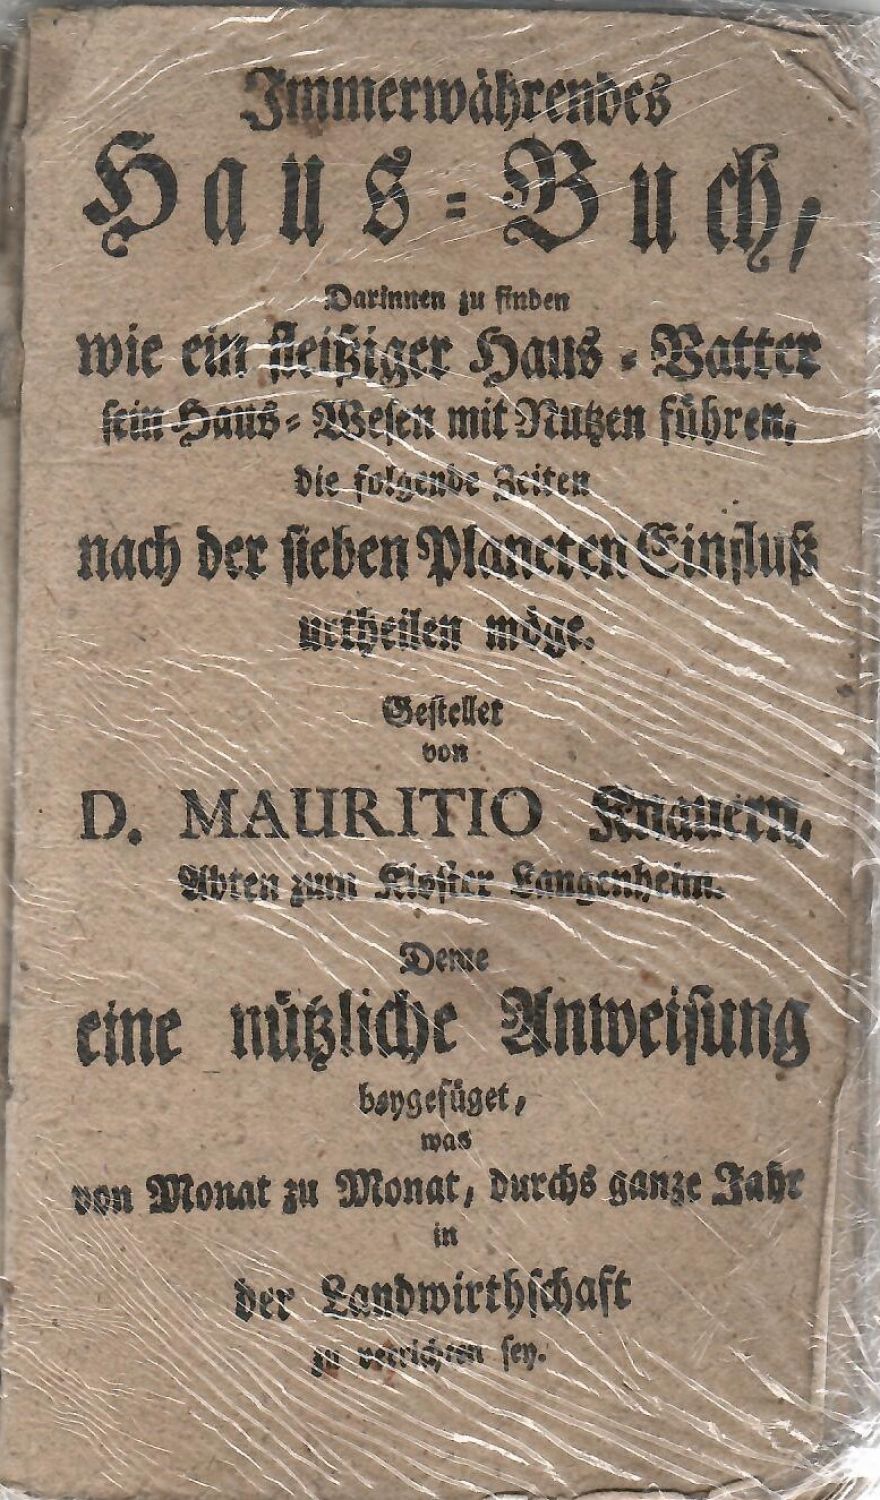 Immerwährendes
Haus=Buch,
Darinnen zu finden
wie ein fleißiger Haus=Vatter
sein Haus=Wesen mit Nutzen führen,
die folgende Zeiten
nach der sieben Planeten Einfluß
urtheilen möge.
Gestellet
von
D. MAURITIO Knauern,
Abten zum Kloster Langenheim.
Deme
eine nützliche Anweisung
beygefüget,
was
von Monat zu Monat, durchs ganze Jahr
in
der Landwirthschaft
zu verrichten sey.